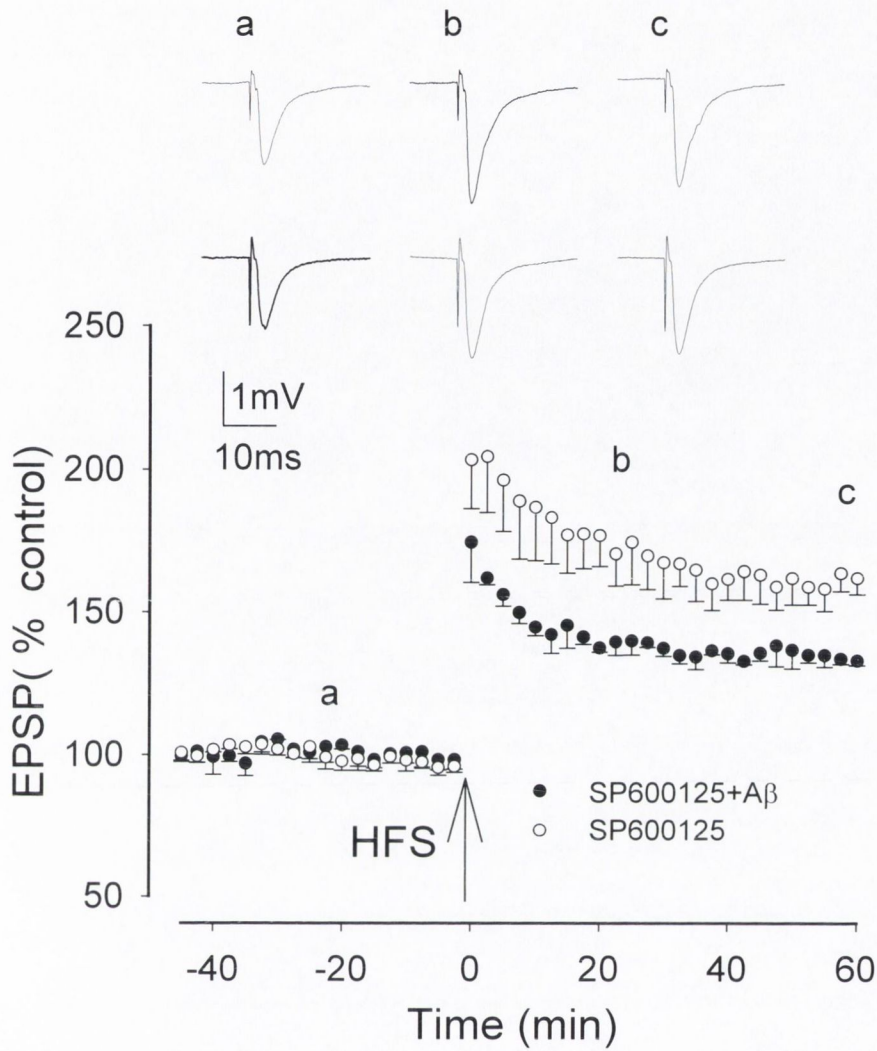 a b c
250
1mV
10ms
200
b
c
150
a
100
SP600125+Aβ
SP600125
HFS
50
-40 -20 0 20 40 60
Time (min)
EPSP( % control)